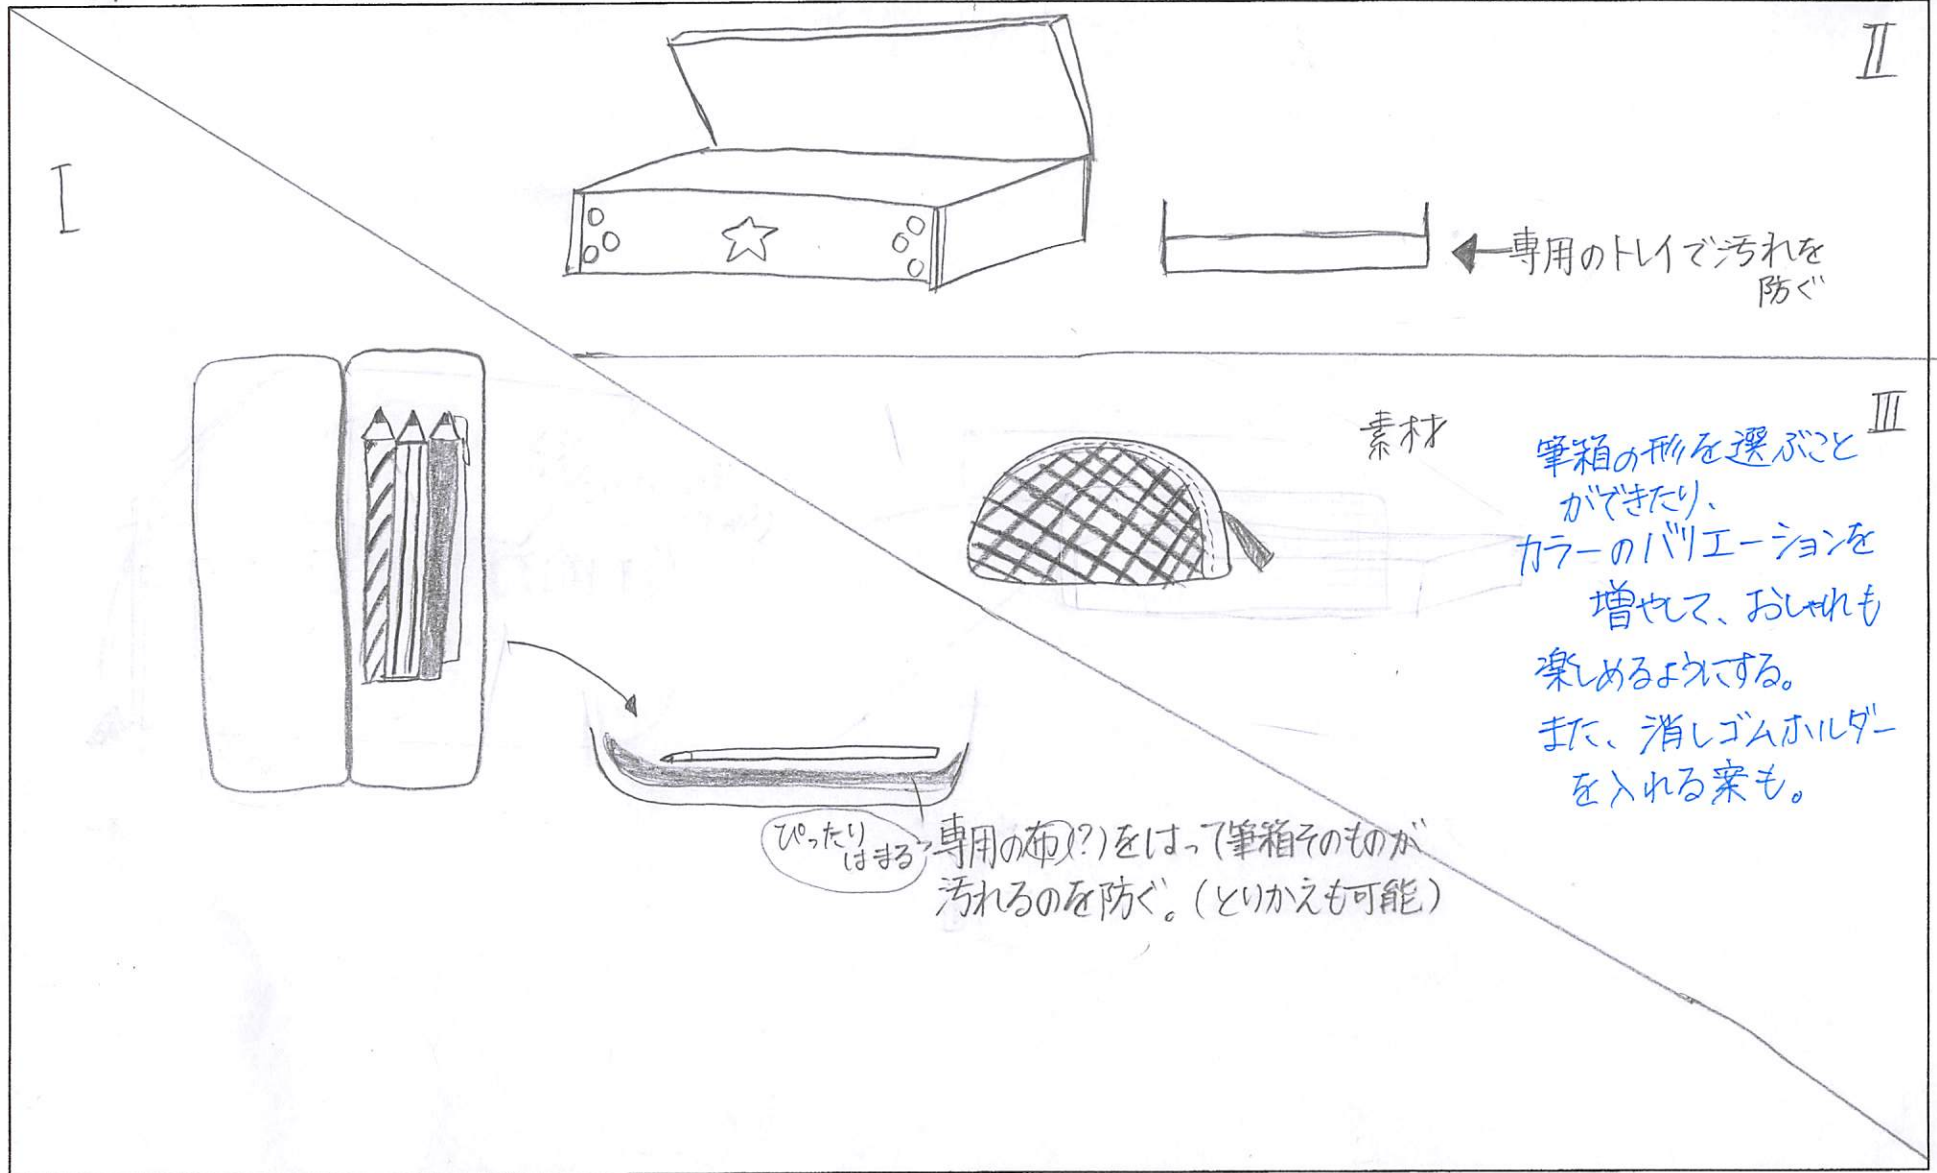 I
ぴったり
はまる
専用の布(?)をはって筆箱そのものが
汚れるのを防ぐ。(とりかえも可能)
II
専用のトレイで汚れを
防ぐ
III
素材
筆箱の形を選ぶこと
ができたり、
カラーのバリエーションを
増やして、おしゃれも
楽しめるようにする。
また、消しゴムホルダー
を入れる案も。